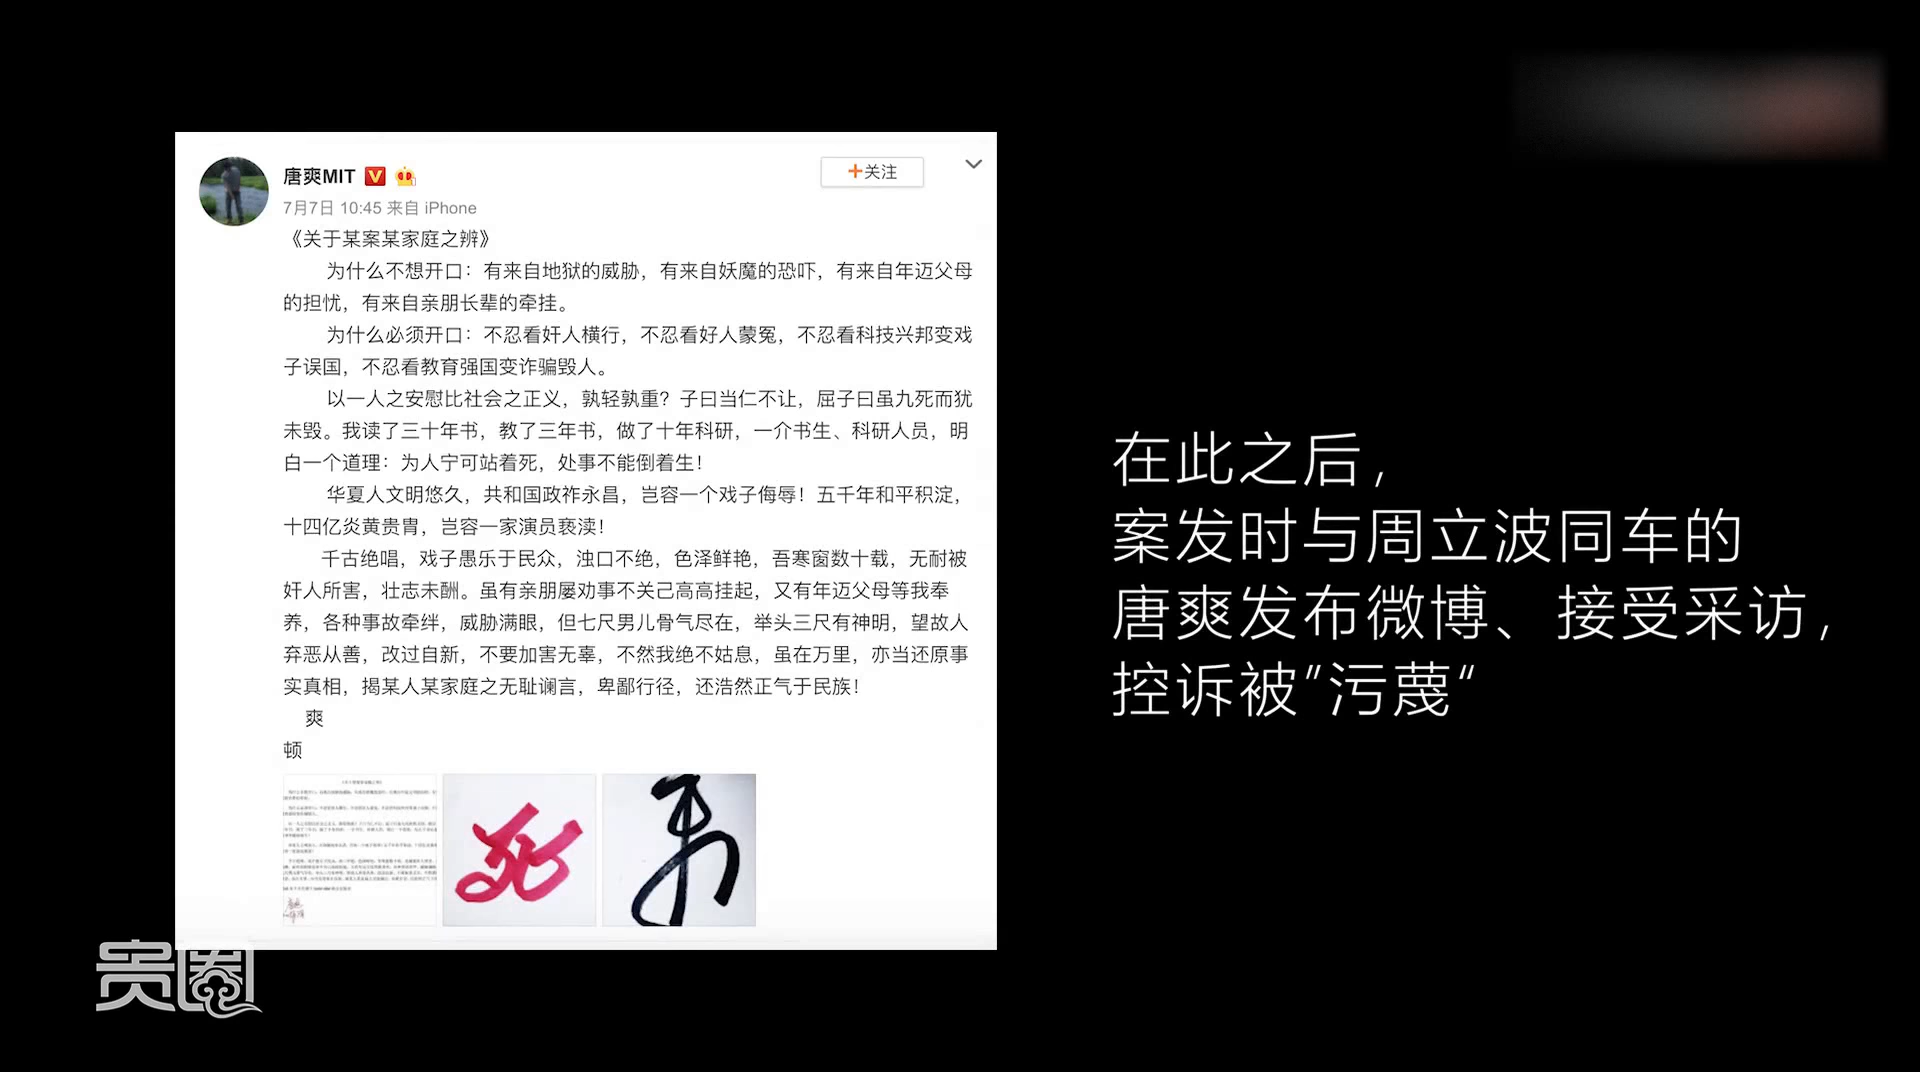 唐爽MIT
+关注
7月7日 10:45 来自 iPhone
《关于某案某家庭之辨》
为什么不想开口：有来自地狱的威胁，有来自妖魔的恐吓，有来自年迈父母
的担忧，有来自亲朋长辈的牵挂。
为什么必须开口：不忍看奸人横行，不忍看好人蒙冤，不忍看科技兴邦变戏
子误国，不忍看教育强国变诈骗毁人。
以一人之安慰比社会之正义，孰轻孰重？子曰当仁不让，屈子曰虽九死而犹
未毁。我读了三十年书，教了三年书，做了十年科研，一介书生、科研人员，明
白一个道理：为人宁可站着死，处事不能倒着生！
华夏人文明悠久，共和国政祚永昌，岂容一个戏子侮辱！五千年和平积淀，
十四亿炎黄贵胄，岂容一家演员亵渎！
千古绝唱，戏子愚乐于民众，浊口不绝，色泽鲜艳，吾寒窗数十载，无耐被
奸人所害，壮志未酬。虽有亲朋屡劝事不关己高高挂起，又有年迈父母等我奉
养，各种事故牵绊，威胁满眼，但七尺男儿骨气尽在，举头三尺有神明，望故人
弃恶从善，改过自新，不要加害无辜，不然我绝不姑息，虽在万里，亦当还原事
实真相，揭某人某家庭之无耻谰言，卑鄙行径，还浩然正气于民族！
爽
顿
死
在此之后，
案发时与周立波同车的
唐爽发布微博、接受采访，
控诉被"污蔑"
贵圈